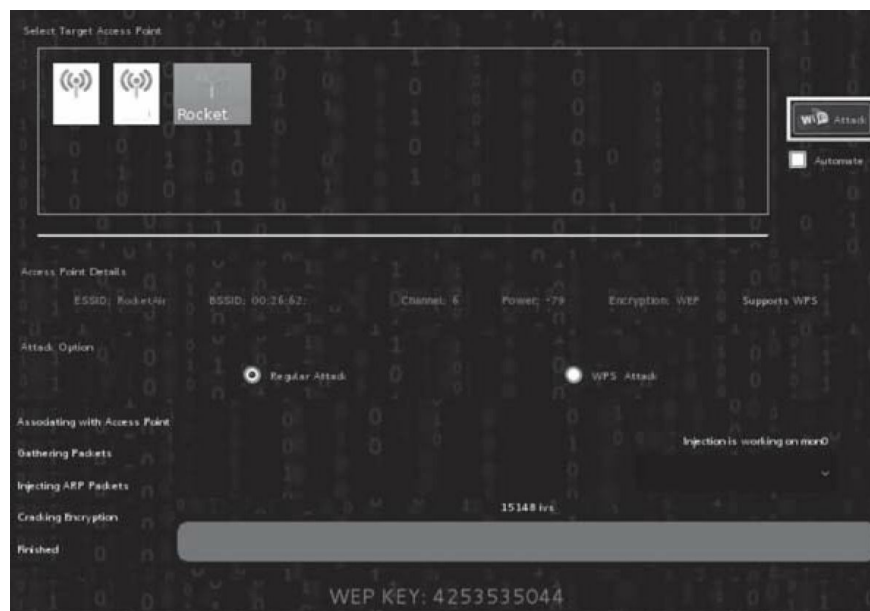 Select Target Access Point
Rocket
WEP Attack
Automate
Access Point Details
ESSID: RocketAir BSSID: 00:26:62: Channel: 6 Power: -79 Encryption: WEP Supports WPS
Attack Option
Regular Attack WPS Attack
Associating with Access Point
Gathering Packets
Injection is working on mon0
Injecting ARP Packets
15148 ivs
Cracking Encryption
Finished
WEP KEY: 4253535044